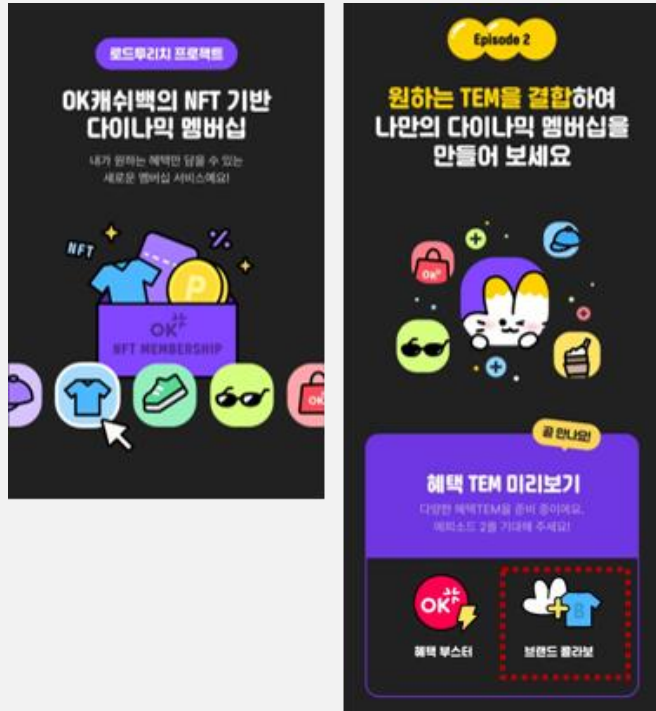 로드투리치 프로젝트
OK캐쉬백의 NFT 기반
다이나믹 멤버십
내가 원하는 혜택만 담을 수 있는
새로운 멤버십 서비스예요!
NFT
%
P
OK
NFT MEMBERSHIP
OK
Episode 2
원하는 TEM을 결합하여
나만의 다이나믹 멤버십을
만들어 보세요
OK
곧 만나요!
혜택 TEM 미리보기
다양한 혜택TEM을 준비 중이에요.
에피소드 2를 기대해 주세요!
OK
B
혜택 부스터
브랜드 콜라보